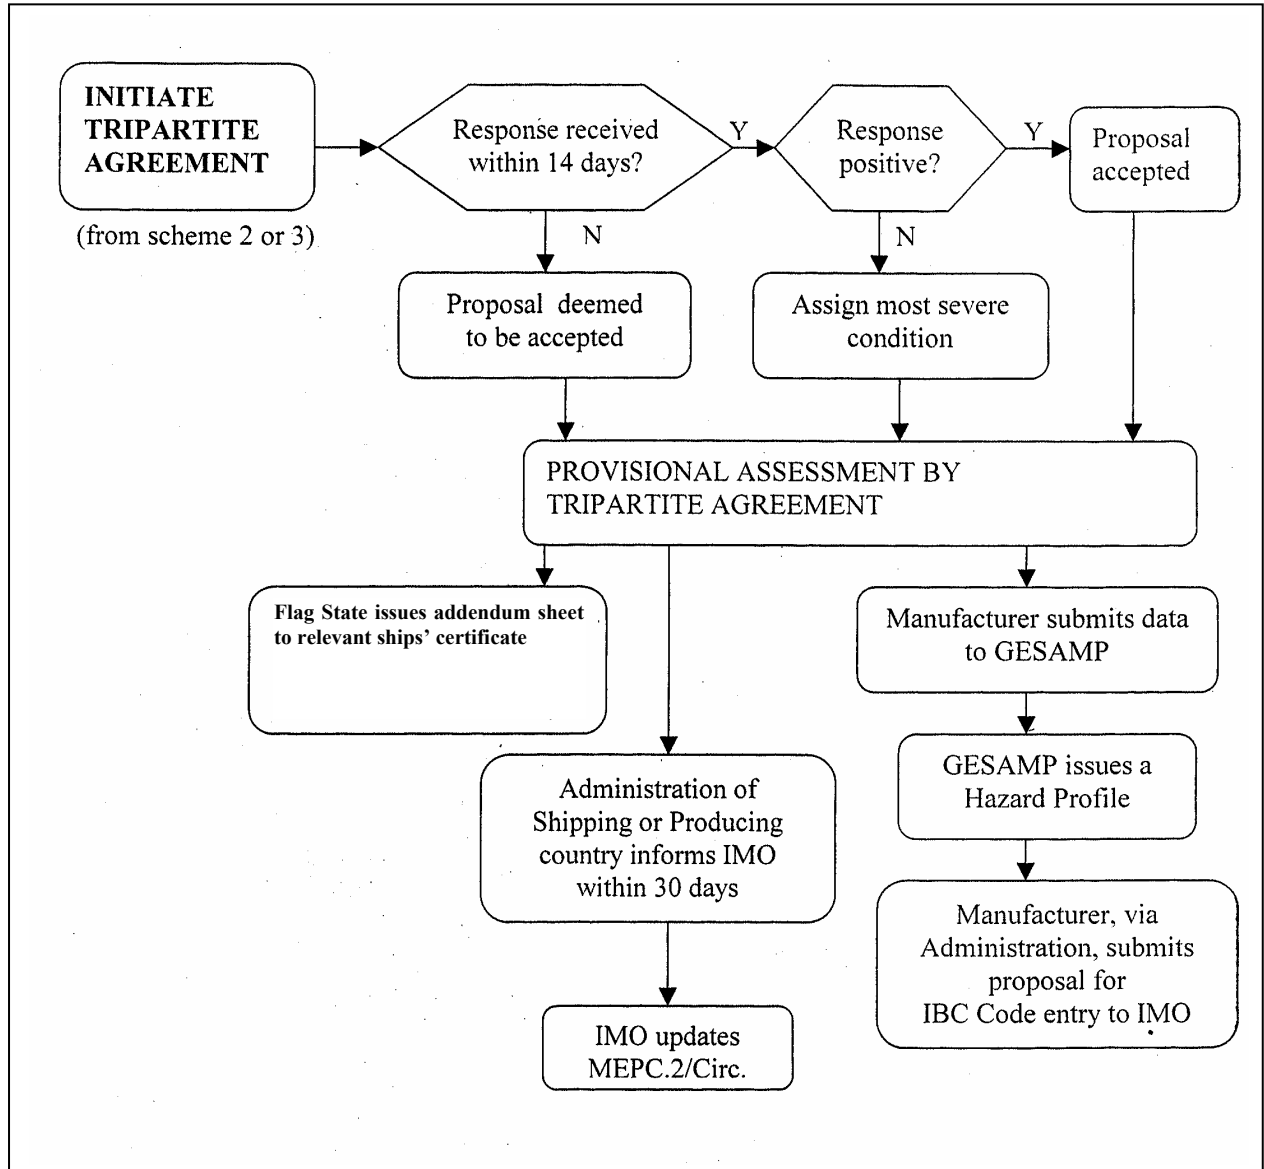 INITIATE
TRIPARTITE
AGREEMENT
(from scheme 2 or 3)
Response received
within 14 days?
Y
Response
positive?
Y
Proposal
accepted
N
N
Proposal deemed
to be accepted
Assign most severe
condition
PROVISIONAL ASSESSMENT BY
TRIPARTITE AGREEMENT
Flag State issues addendum sheet
to relevant ships’ certificate
Manufacturer submits data
to GESAMP
GESAMP issues a
Hazard Profile
Administration of
Shipping or Producing
country informs IMO
within 30 days
Manufacturer, via
Administration, submits
proposal for
IBC Code entry to IMO
IMO updates
MEPC.2/Circ.